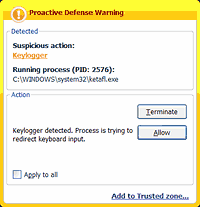 Proactive Defense Warning
Detected
Suspicious action:
Keylogger
Running process (PID: 2576):
C:\WINDOWS\system32\ketafl.exe
Action
Terminate
Keylogger detected. Process is trying to
redirect keyboard input.
Allow
Apply to all
Add to Trusted zone...